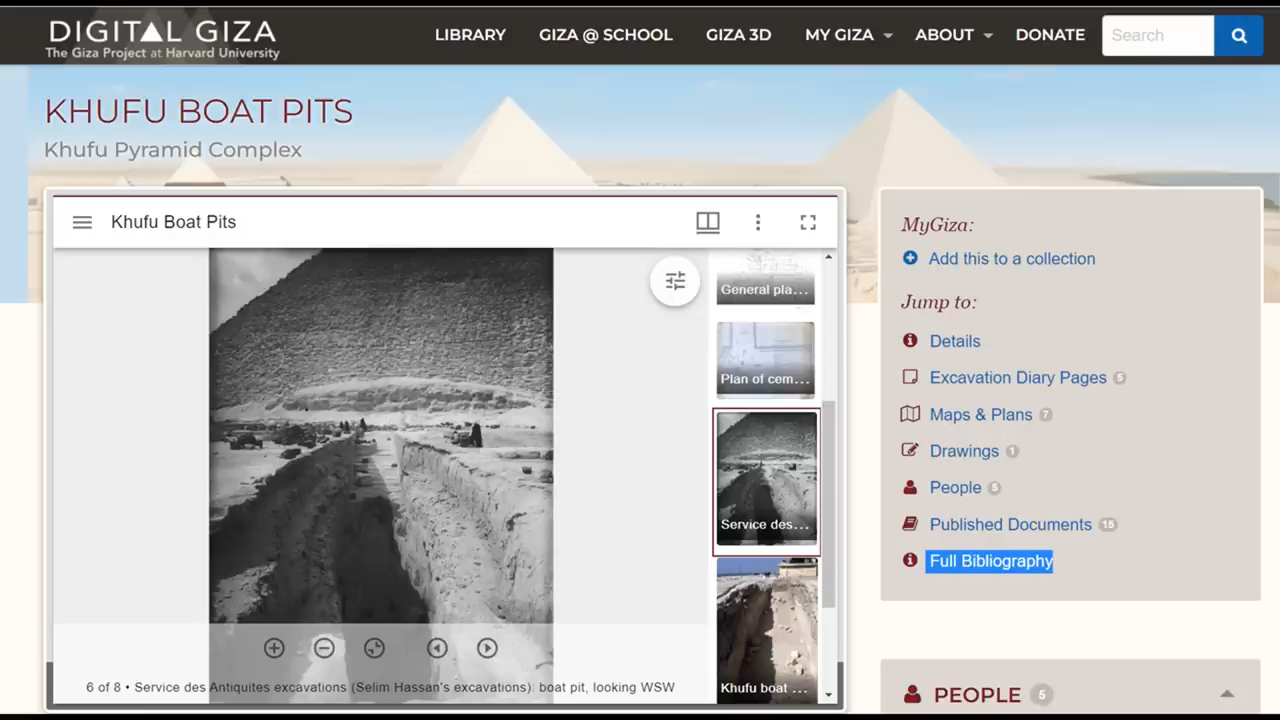 DIGITAL GIZA
The Giza Project at Harvard University
LIBRARY
GIZA @ SCHOOL
GIZA 3D
MY GIZA
ABOUT
DONATE
Search
KHUFU BOAT PITS
Khufu Pyramid Complex
Khufu Boat Pits
General pla...
Plan of cem...
Service des...
Khufu boat ...
6 of 8 • Service des Antiquites excavations (Selim Hassan's excavations): boat pit, looking WSW
MyGiza:
Add this to a collection
Jump to:
Details
Excavation Diary Pages 5
Maps & Plans 7
Drawings 1
People 5
Published Documents 15
Full Bibliography
PEOPLE 5